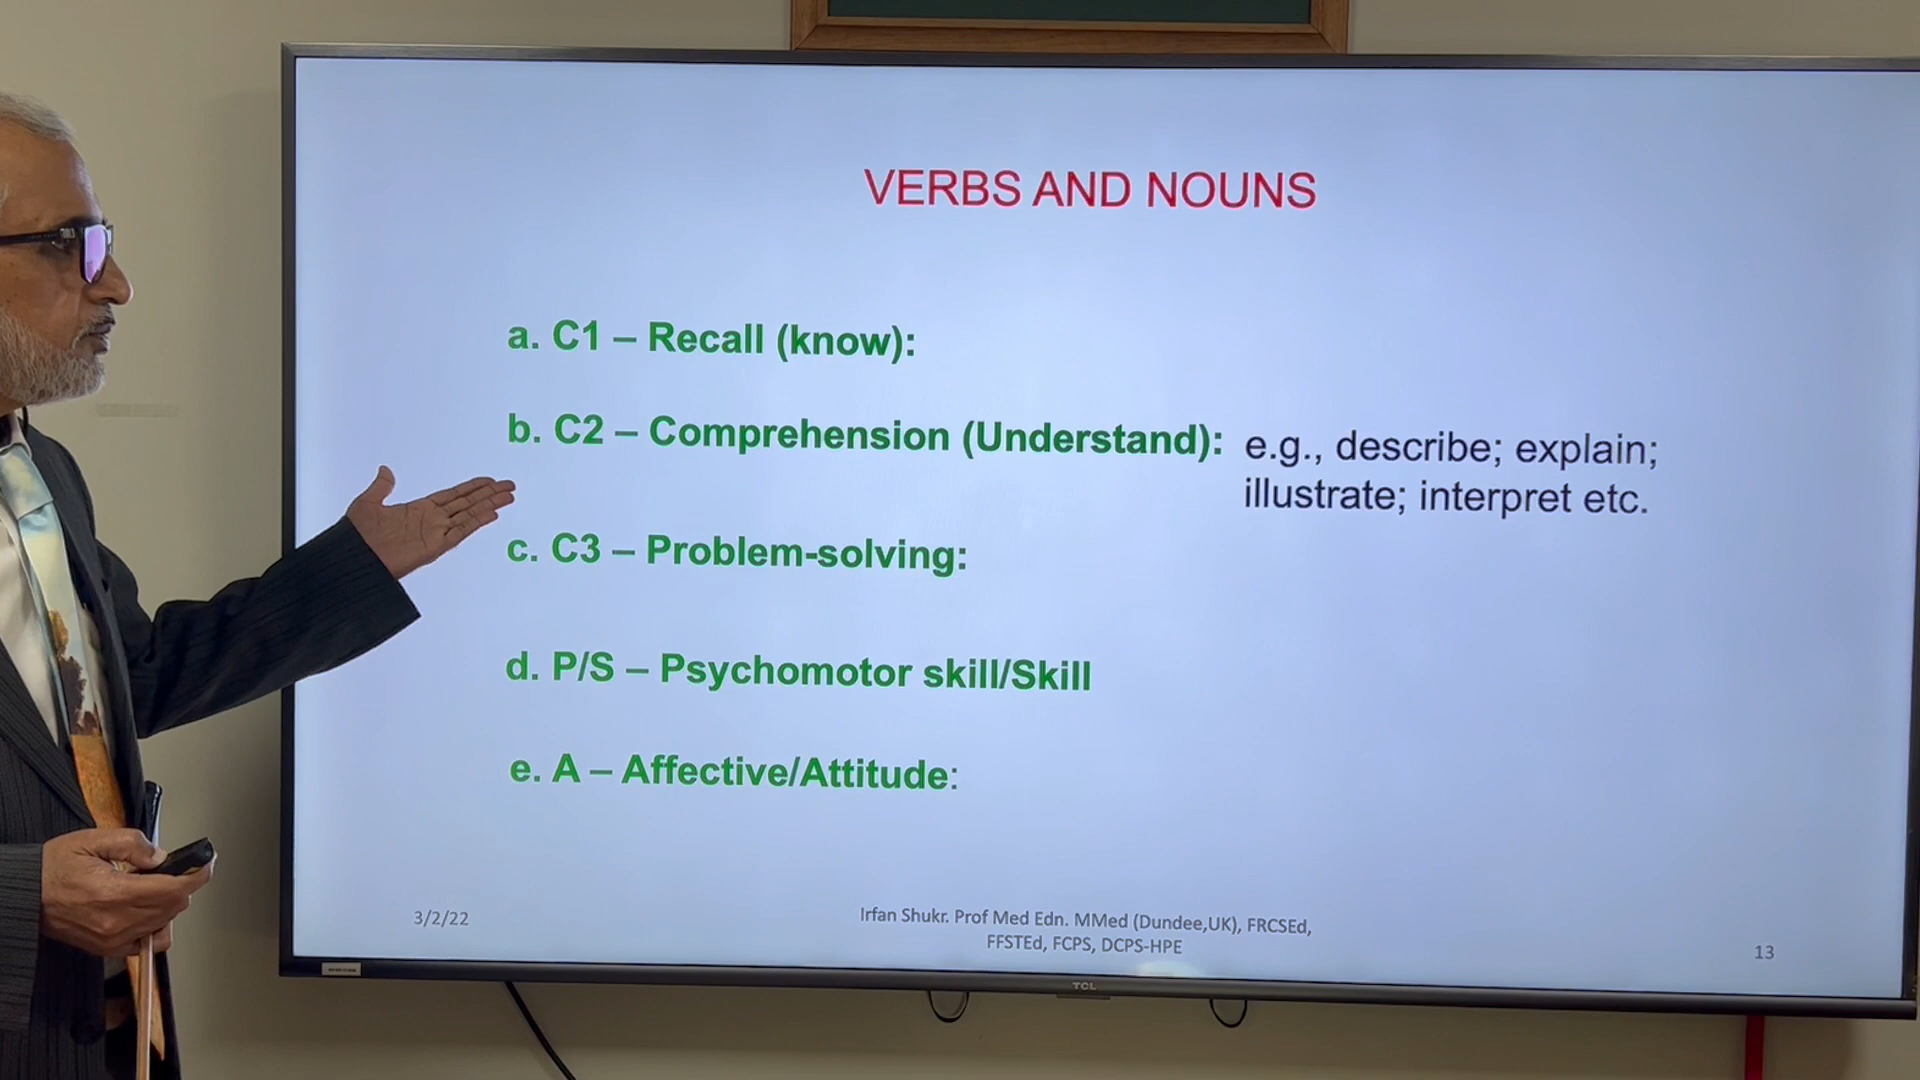 VERBS AND NOUNS
a. C1 – Recall (know):
b. C2 – Comprehension (Understand): e.g., describe; explain;
illustrate; interpret etc.
c. C3 – Problem-solving:
d. P/S – Psychomotor skill/Skill
e. A – Affective/Attitude:
3/2/22
Irfan Shukr. Prof Med Edn. MMed (Dundee,UK), FRCSEd,
FFSTEd, FCPS, DCPS-HPE
13
TCL